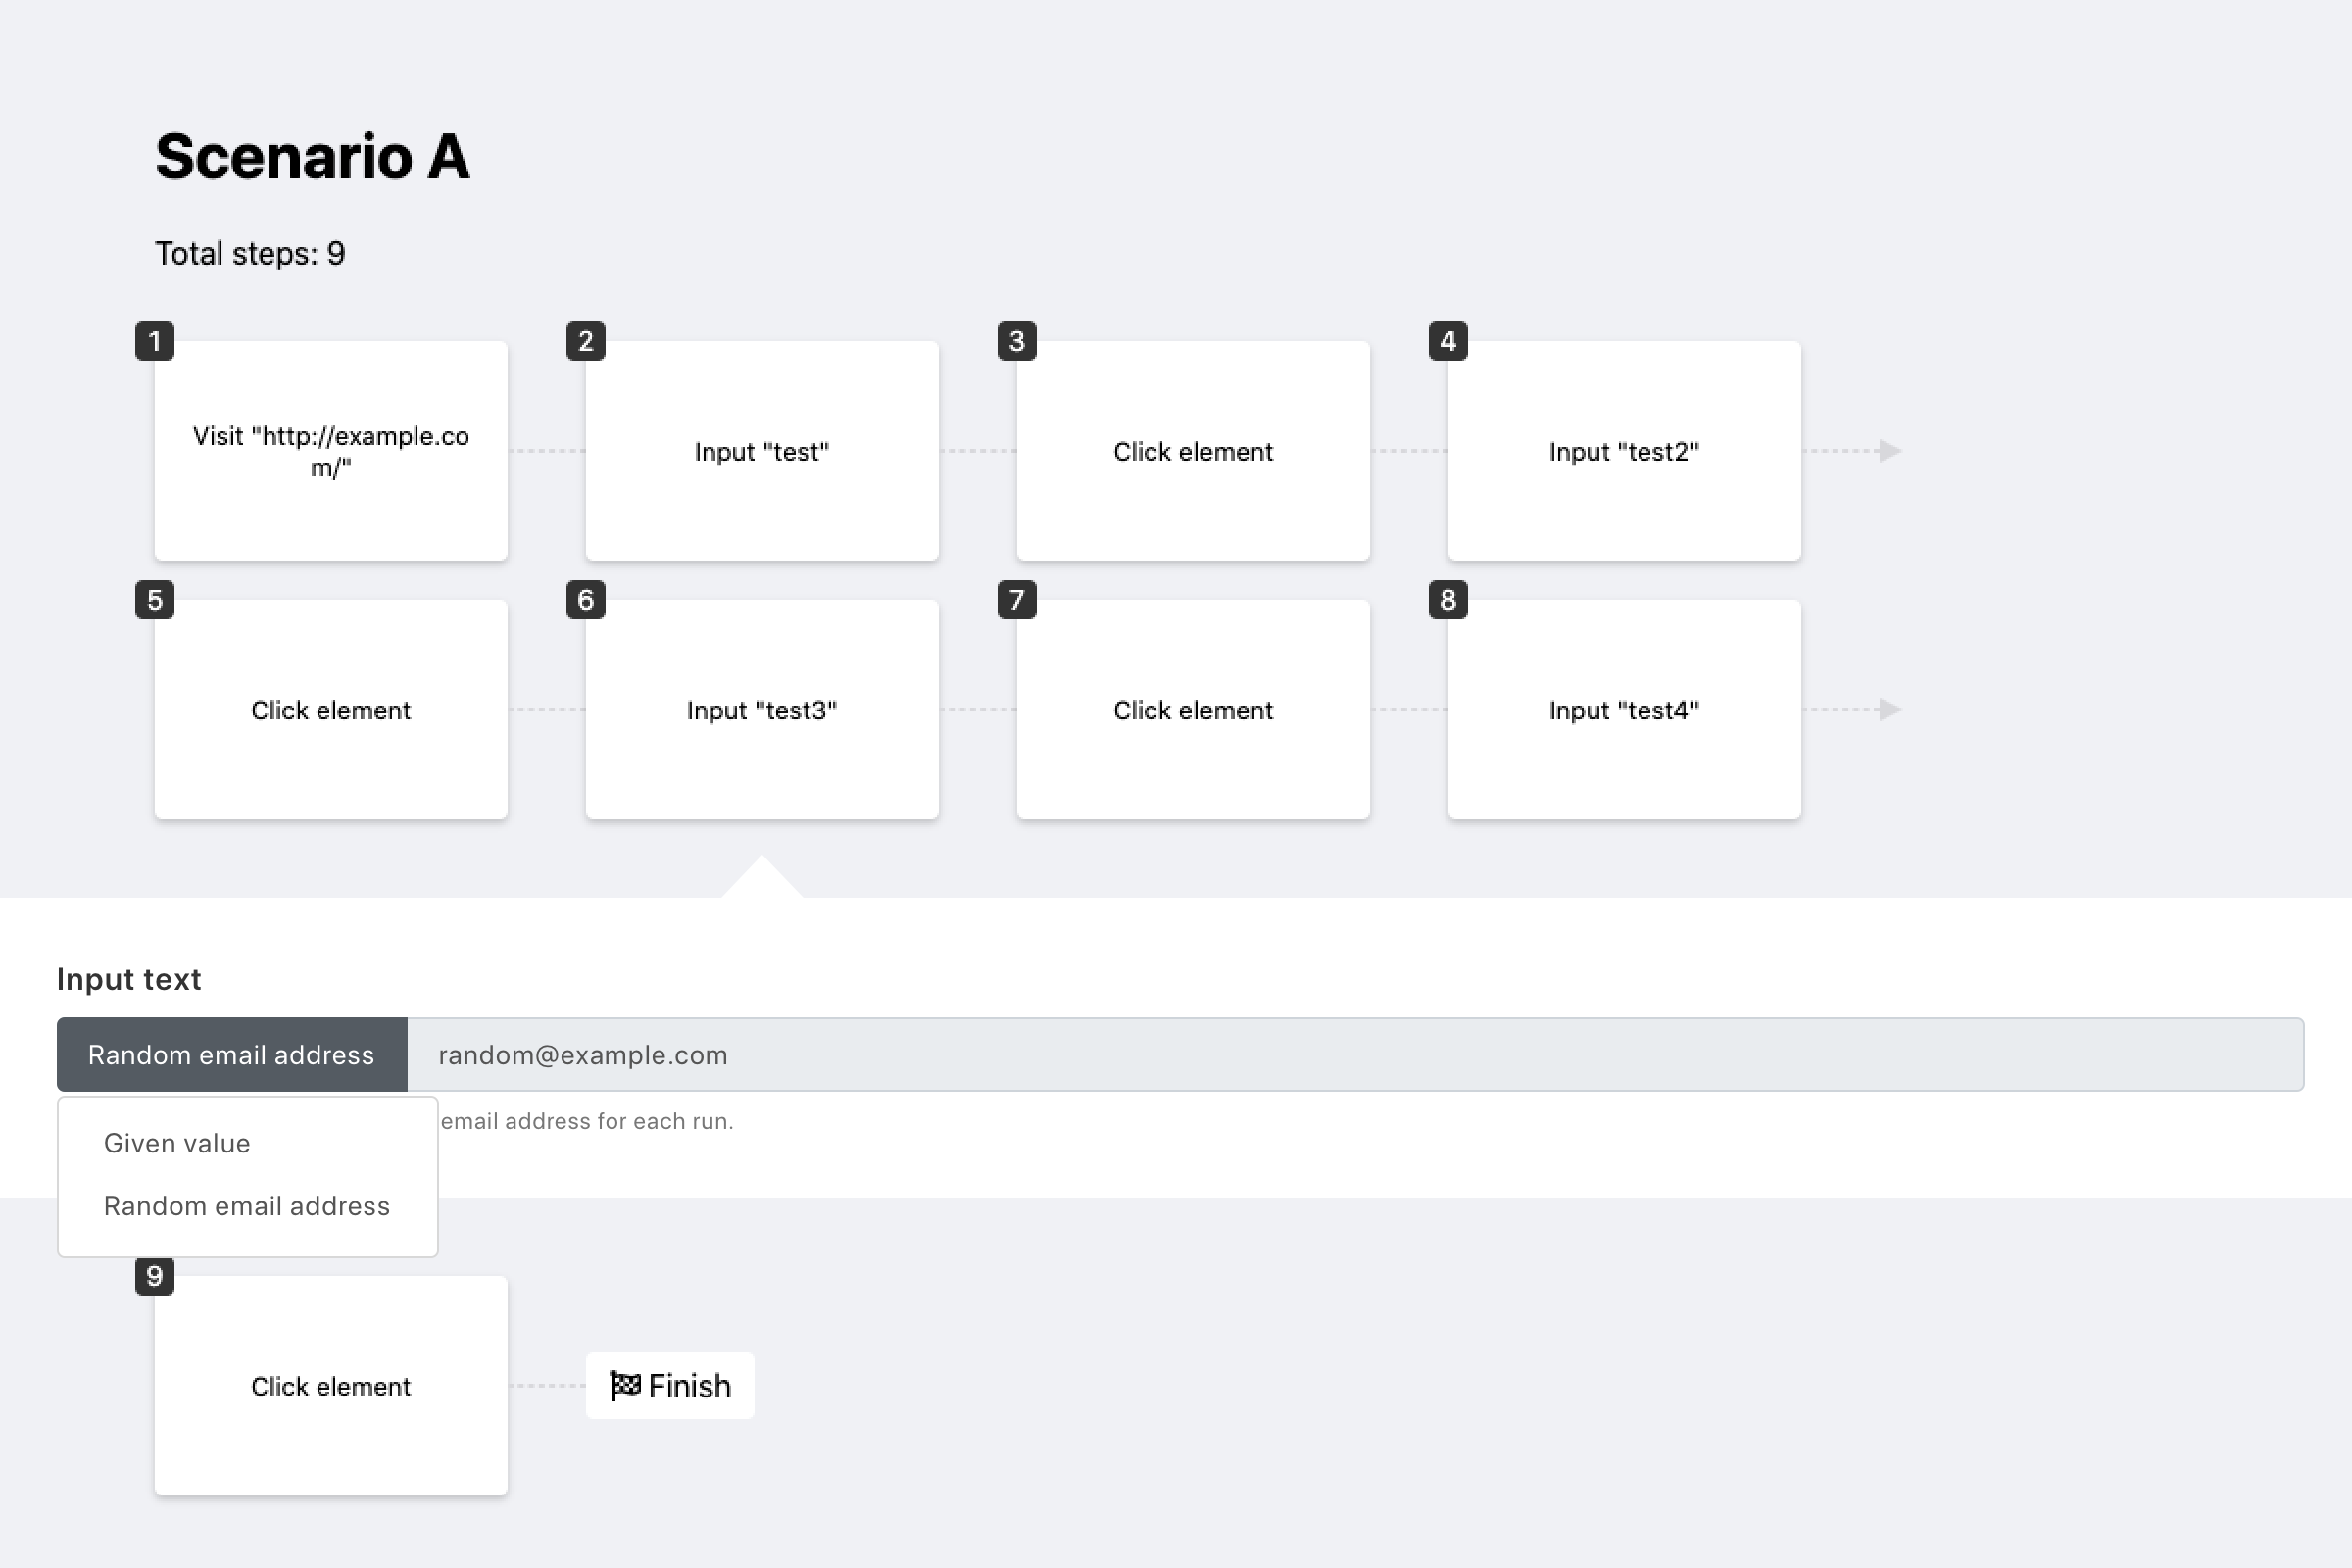 Scenario A
Total steps: 9
1
2
3
4
Visit "http://example.co
m/"
Input "test"
Click element
Input "test2"
5
6
7
8
Click element
Input "test3"
Click element
Input "test4"
Input text
Random email address
random@example.com
email address for each run.
Given value
Random email address
9
Click element
Finish